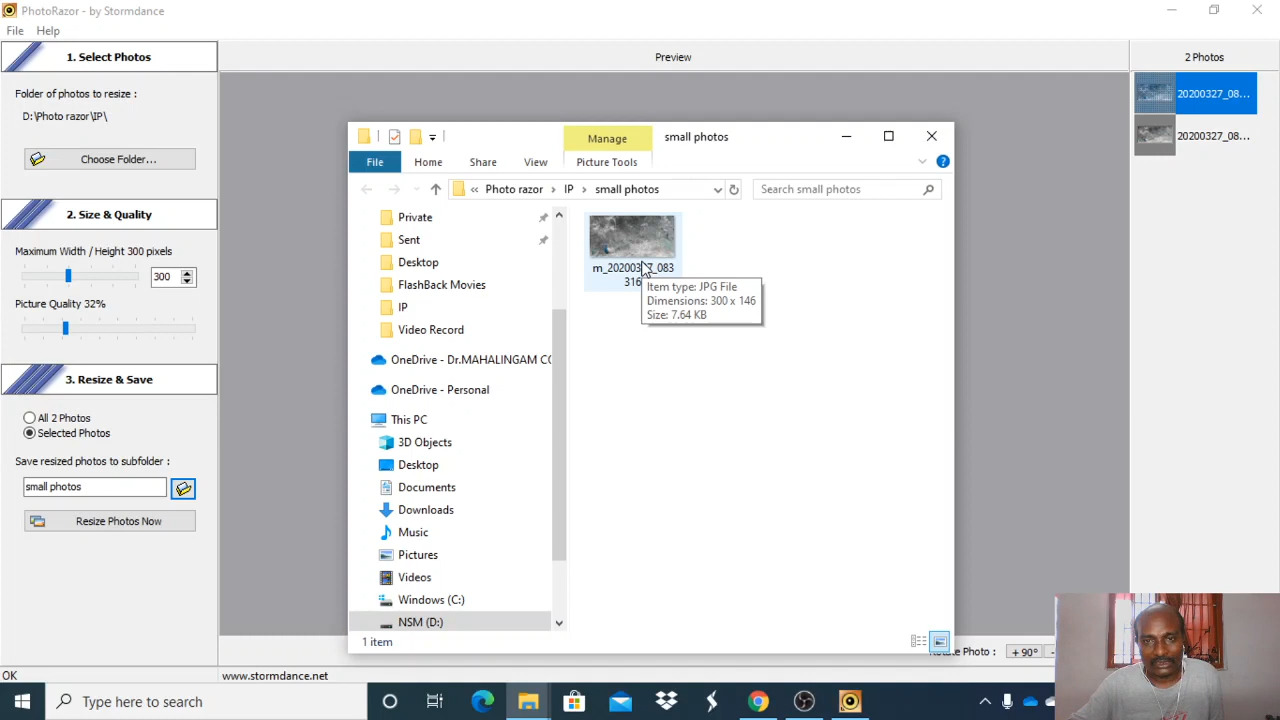 PhotoRazor - by Stormdance
File Help
1. Select Photos
Preview
2 Photos
Folder of photos to resize :
D:\Photo razor\IP\
Choose Folder...
20200327_08...
20200327_08...
2. Size & Quality
Maximum Width / Height 300 pixels
300
Picture Quality 32%
3. Resize & Save
All 2 Photos
Selected Photos
Save resized photos to subfolder :
small photos
Resize Photos Now
Manage
small photos
File Home Share View Picture Tools
« Photo razor › IP › small photos
Search small photos
Private
Sent
Desktop
FlashBack Movies
IP
Video Record
OneDrive - Dr.MAHALINGAM CO
OneDrive - Personal
This PC
3D Objects
Desktop
Documents
Downloads
Music
Pictures
Videos
Windows (C:)
NSM (D:)
Item type: JPG File
Dimensions: 300 x 146
Size: 7.64 KB
1 item
Photo :
+ 90°
OK
www.stormdance.net
Type here to search